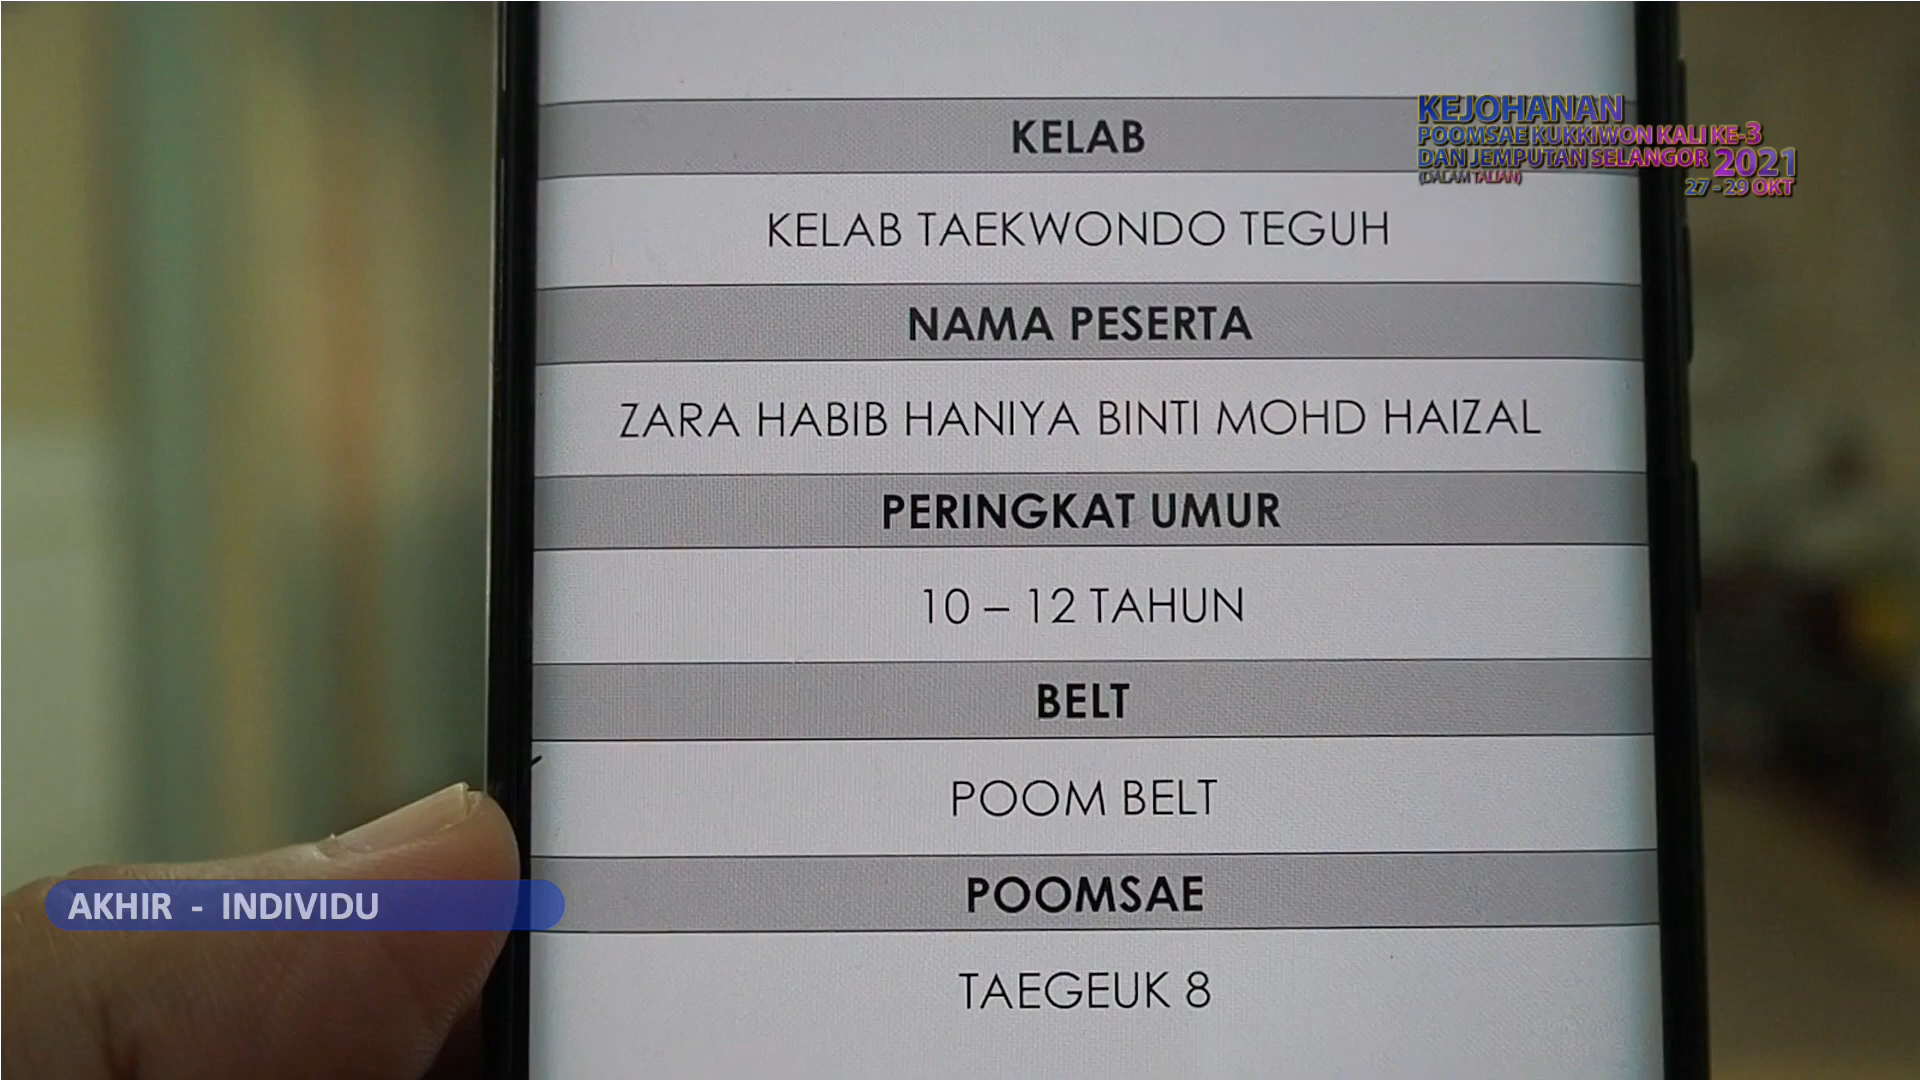 KELAB
KELAB TAEKWONDO TEGUH
NAMA PESERTA
ZARA HABIB HANIYA BINTI MOHD HAIZAL
PERINGKAT UMUR
10 – 12 TAHUN
BELT
POOM BELT
POOMSAE
TAEGEUK 8
KEJOHANAN
POOMSAE KUKKIWON KALI KE-3
DAN JEMPUTAN SELANGOR 2021
(DALAM TALIAN)
27 - 29 OKT
AKHIR - INDIVIDU